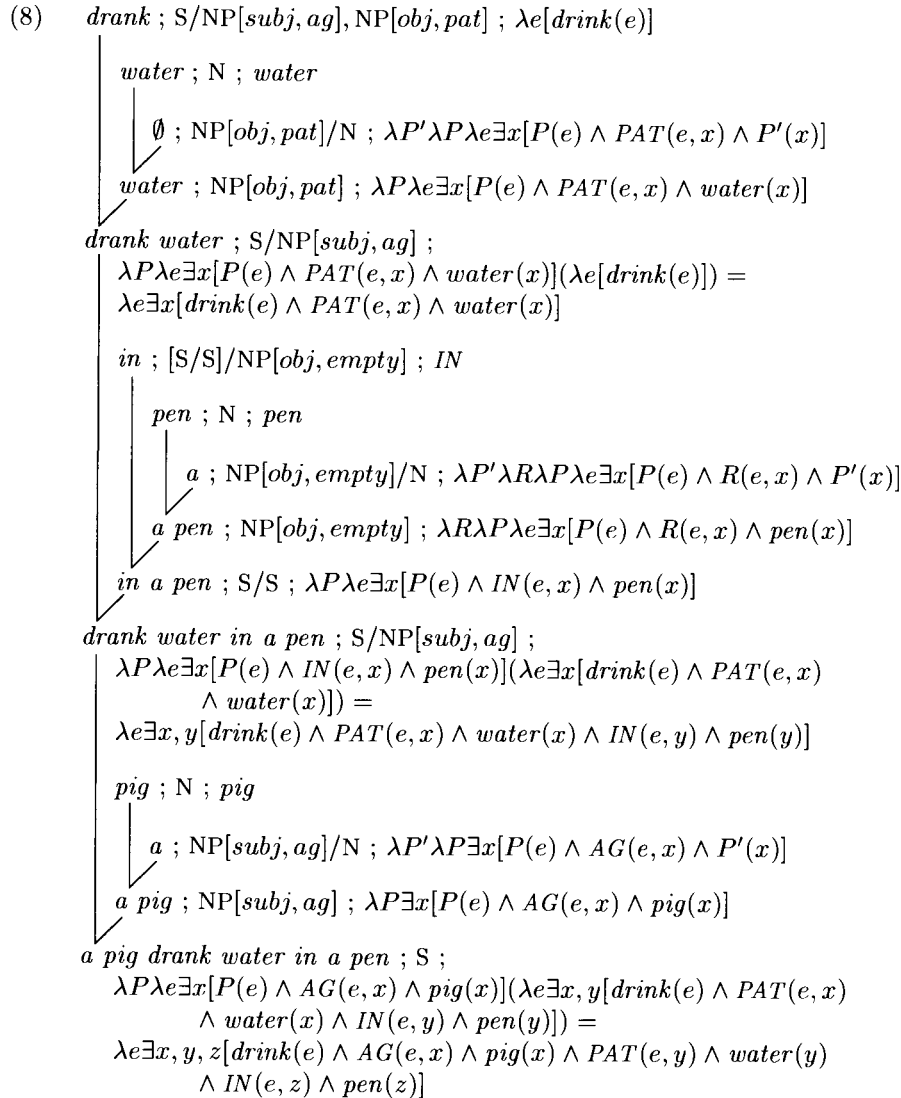 (8) drank ; S/NP[subj, ag], NP[obj, pat] ; λe[drink(e)]
water ; N ; water
∅ ; NP[obj, pat]/N ; λP′λPλe∃x[P(e) ∧ PAT(e, x) ∧ P′(x)]
water ; NP[obj, pat] ; λPλe∃x[P(e) ∧ PAT(e, x) ∧ water(x)]
drank water ; S/NP[subj, ag] ;
λPλe∃x[P(e) ∧ PAT(e, x) ∧ water(x)](λe[drink(e)]) =
λe∃x[drink(e) ∧ PAT(e, x) ∧ water(x)]
in ; [S/S]/NP[obj, empty] ; IN
pen ; N ; pen
a ; NP[obj, empty]/N ; λP′λRλPλe∃x[P(e) ∧ R(e, x) ∧ P′(x)]
a pen ; NP[obj, empty] ; λRλPλe∃x[P(e) ∧ R(e, x) ∧ pen(x)]
in a pen ; S/S ; λPλe∃x[P(e) ∧ IN(e, x) ∧ pen(x)]
drank water in a pen ; S/NP[subj, ag] ;
λPλe∃x[P(e) ∧ IN(e, x) ∧ pen(x)](λe∃x[drink(e) ∧ PAT(e, x)
∧ water(x)]) =
λe∃x, y[drink(e) ∧ PAT(e, x) ∧ water(x) ∧ IN(e, y) ∧ pen(y)]
pig ; N ; pig
a ; NP[subj, ag]/N ; λP′λP∃x[P(e) ∧ AG(e, x) ∧ P′(x)]
a pig ; NP[subj, ag] ; λP∃x[P(e) ∧ AG(e, x) ∧ pig(x)]
a pig drank water in a pen ; S ;
λPλe∃x[P(e) ∧ AG(e, x) ∧ pig(x)](λe∃x, y[drink(e) ∧ PAT(e, x)
∧ water(x) ∧ IN(e, y) ∧ pen(y)]) =
λe∃x, y, z[drink(e) ∧ AG(e, x) ∧ pig(x) ∧ PAT(e, y) ∧ water(y)
∧ IN(e, z) ∧ pen(z)]